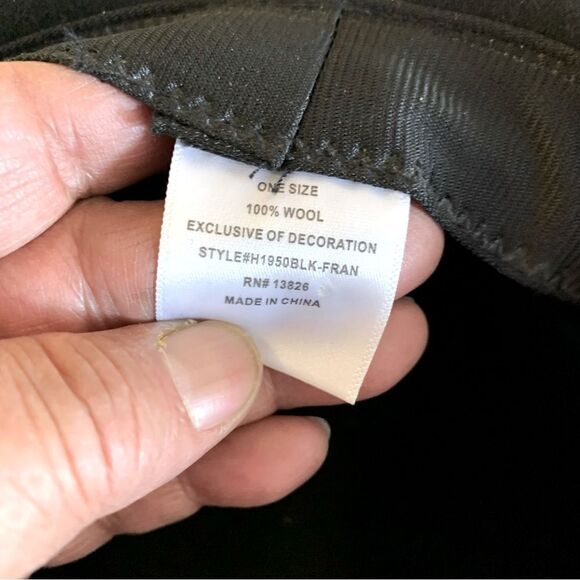 ONE SIZE
100% WOOL
EXCLUSIVE OF DECORATION
STYLE#H1950BLK-FRAN
RN# 13826
MADE IN CHINA